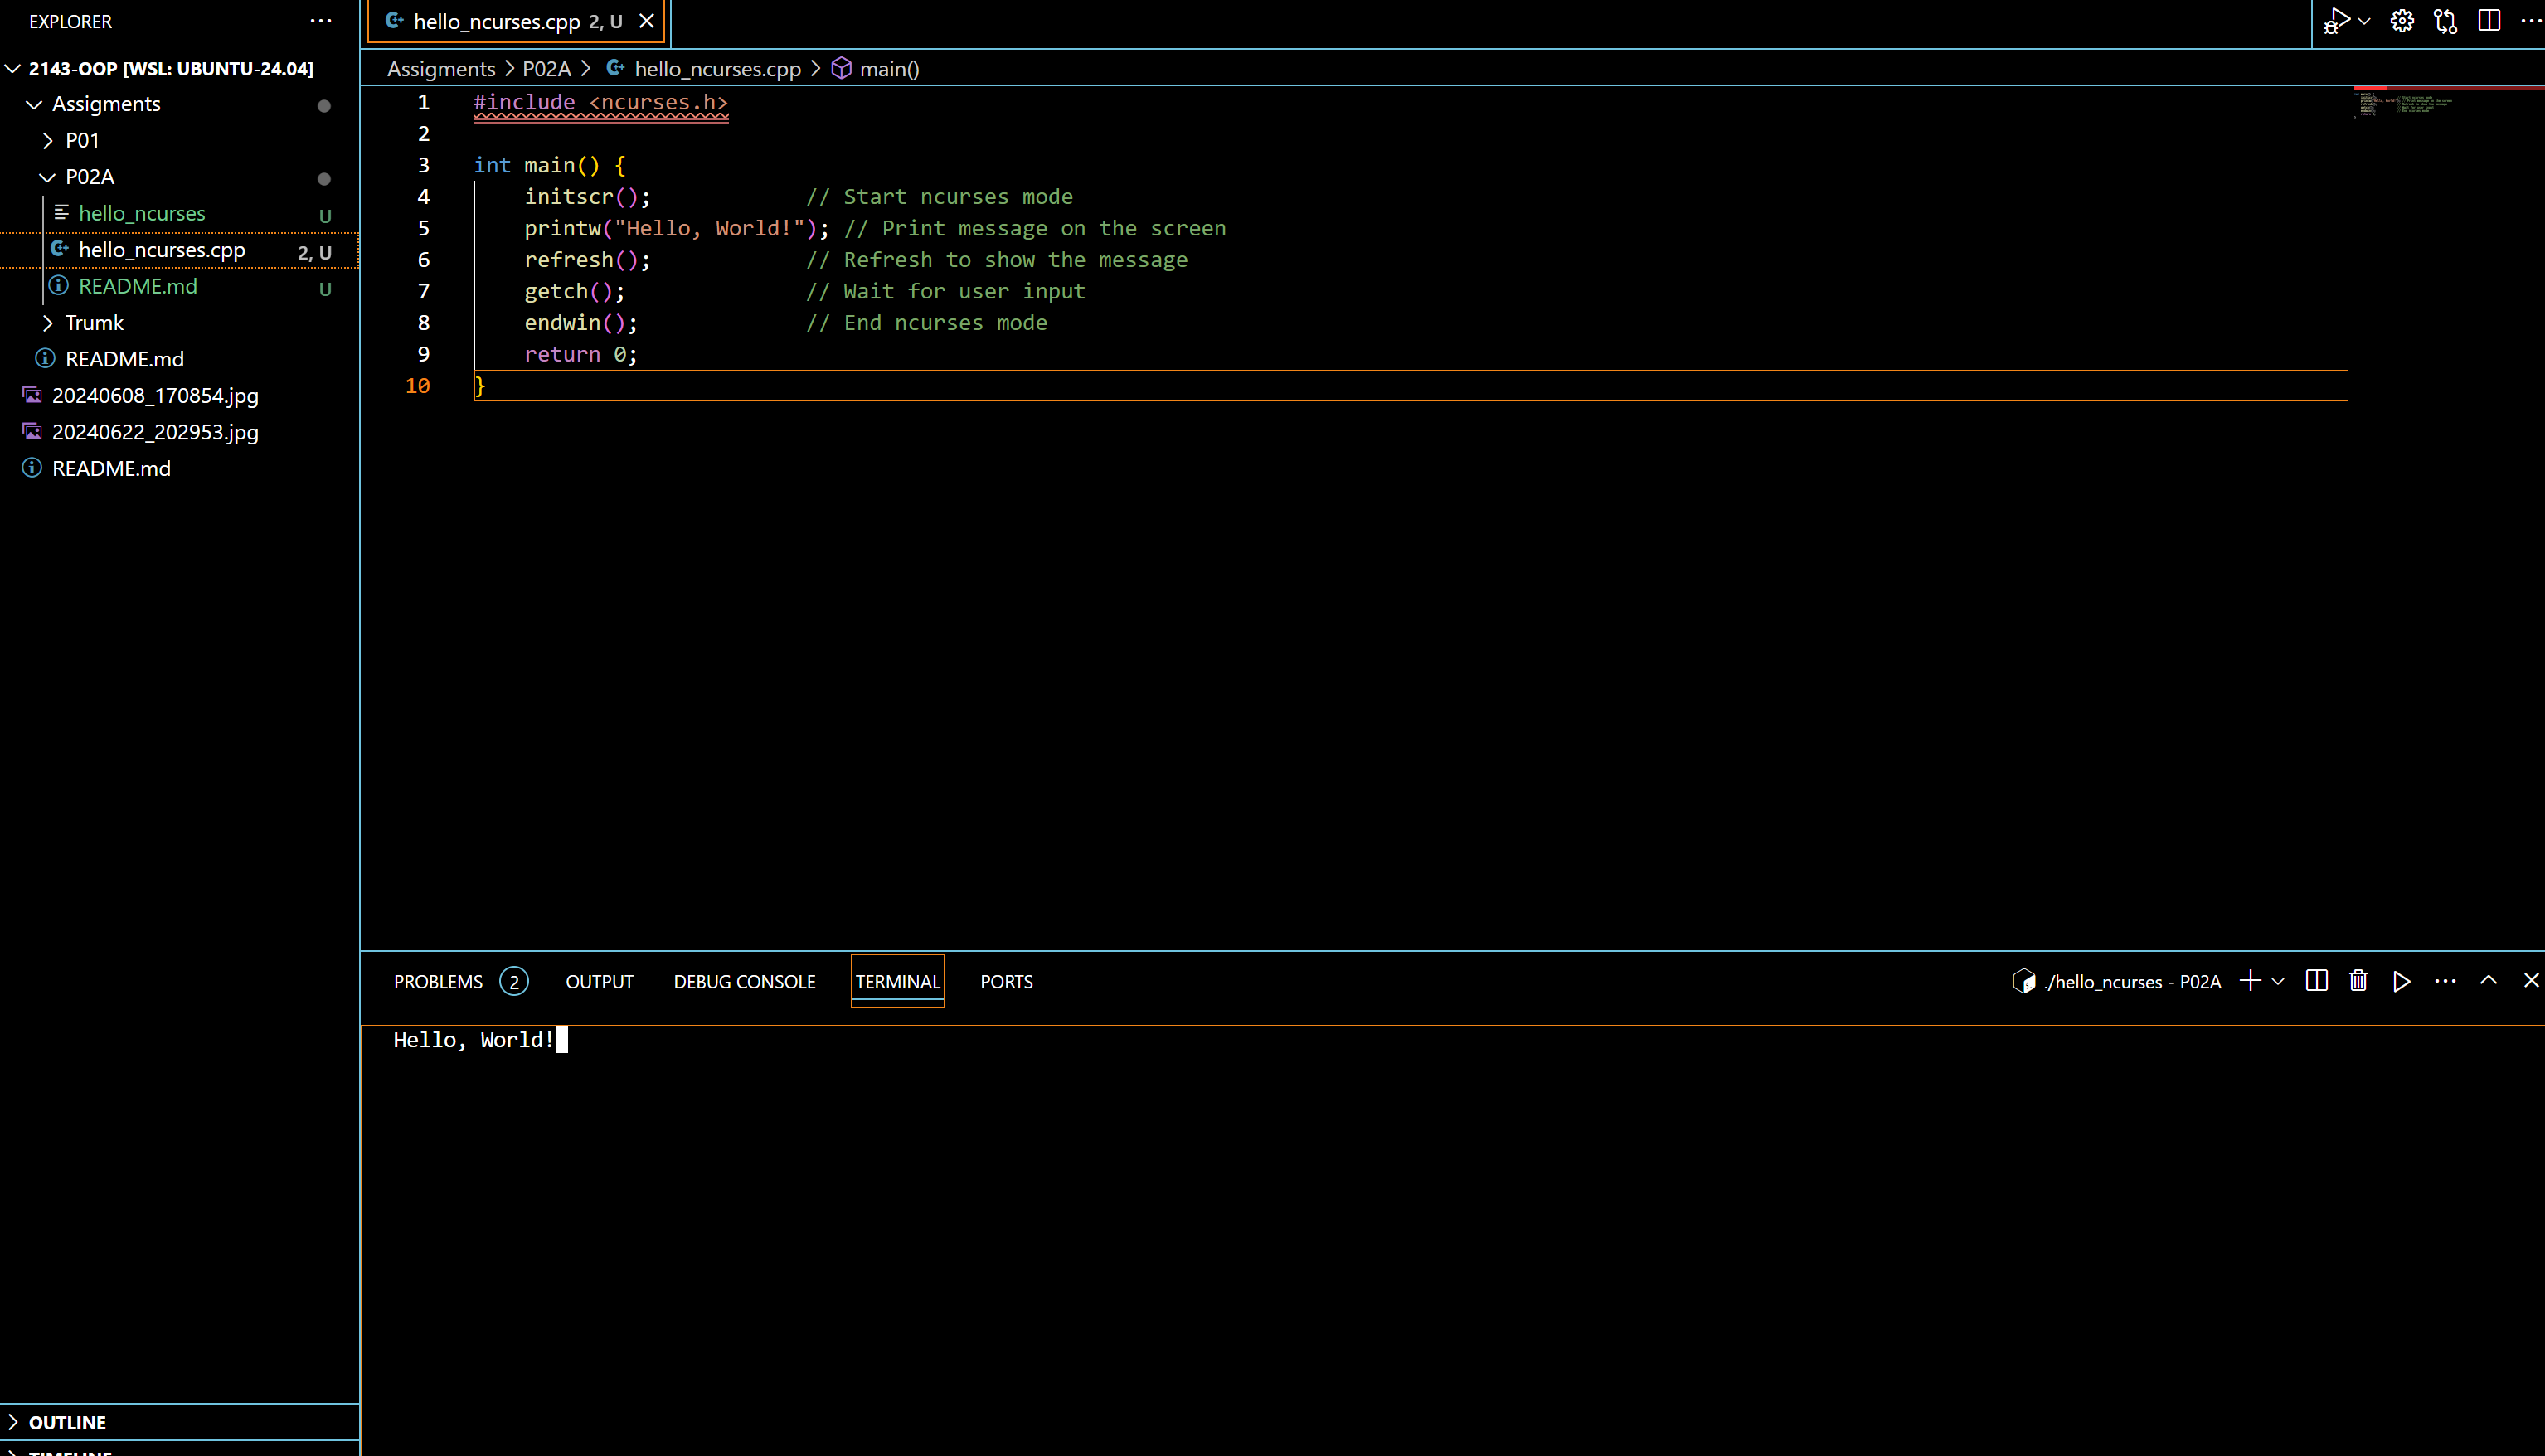 EXPLORER
2143-OOP [WSL: UBUNTU-24.04]
Assigments
P01
P02A
hello_ncurses U
hello_ncurses.cpp 2, U
README.md U
Trumk
README.md
20240608_170854.jpg
20240622_202953.jpg
README.md
OUTLINE
TIMELINE
hello_ncurses.cpp 2, U
Assigments > P02A > hello_ncurses.cpp > main()
1 #include <ncurses.h>
2
3 int main() {
4     initscr();            // Start ncurses mode
5     printw("Hello, World!"); // Print message on the screen
6     refresh();            // Refresh to show the message
7     getch();              // Wait for user input
8     endwin();             // End ncurses mode
9     return 0;
10 }
PROBLEMS 2 OUTPUT DEBUG CONSOLE TERMINAL PORTS ./hello_ncurses - P02A
Hello, World!